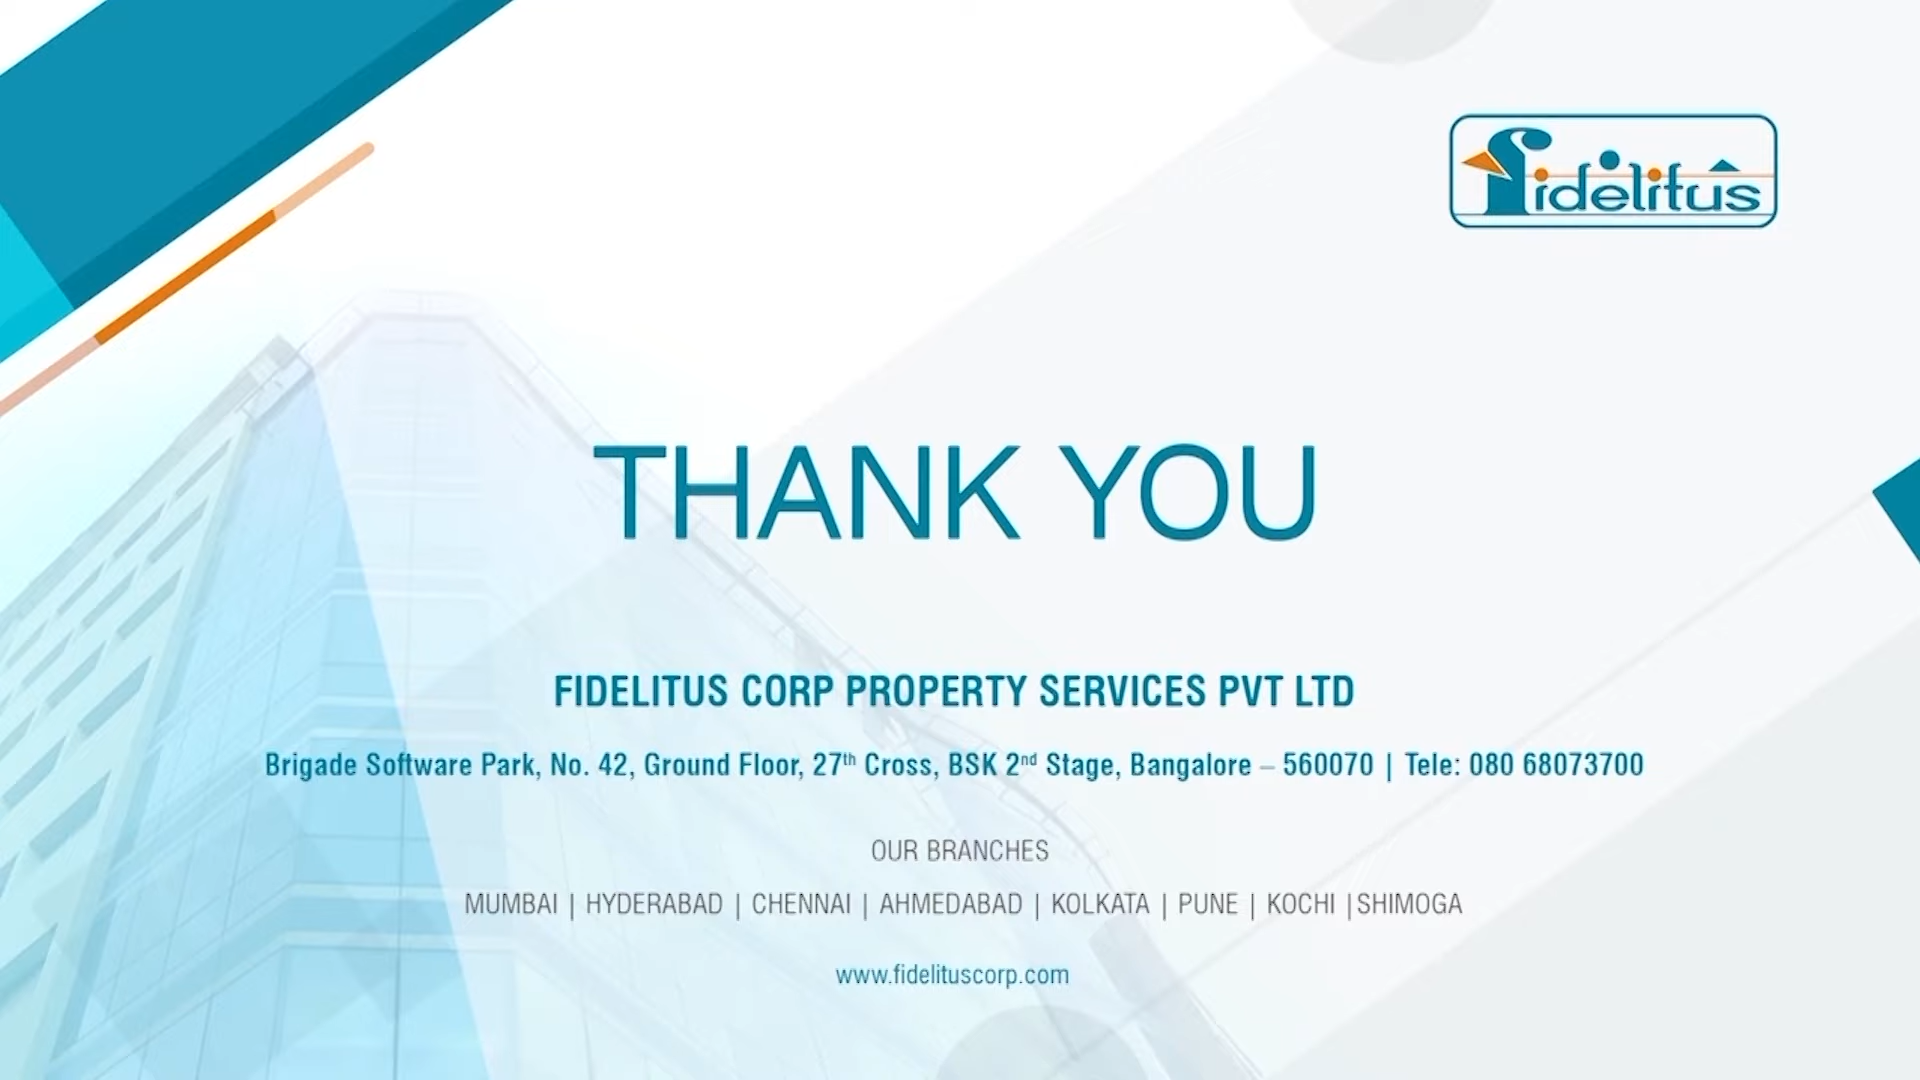 fidelitus
THANK YOU
FIDELITUS CORP PROPERTY SERVICES PVT LTD
Brigade Software Park, No. 42, Ground Floor, 27th Cross, BSK 2nd Stage, Bangalore – 560070 | Tele: 080 68073700
OUR BRANCHES
MUMBAI | HYDERABAD | CHENNAI | AHMEDABAD | KOLKATA | PUNE | KOCHI |SHIMOGA
www.fidelituscorp.com